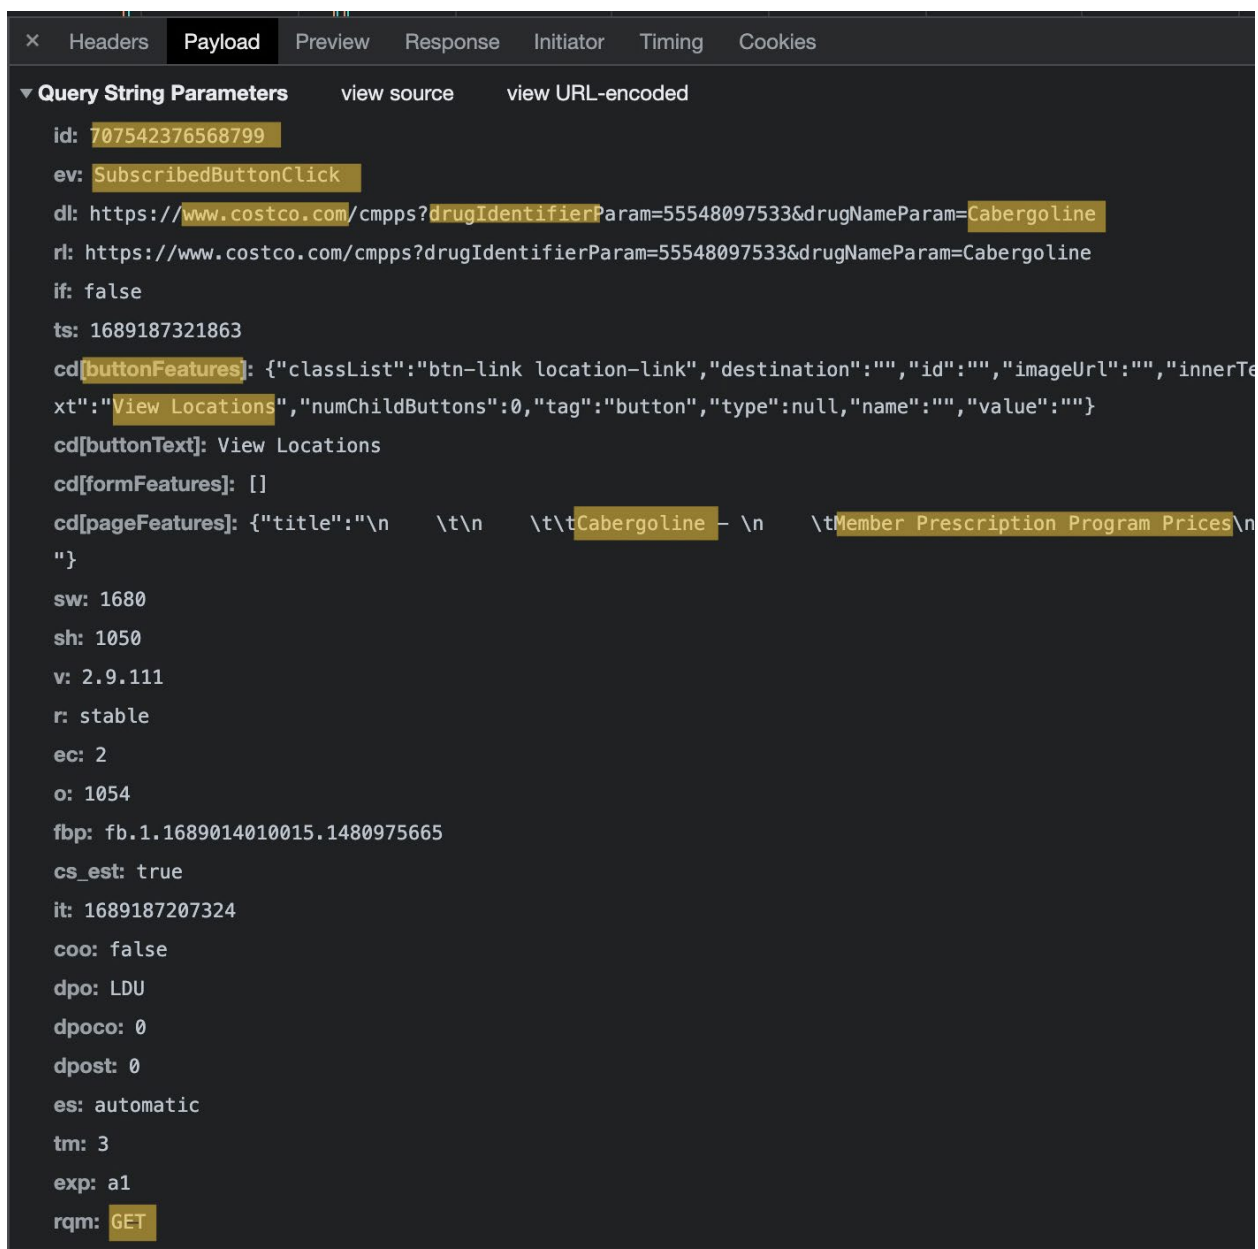 × Headers Payload Preview Response Initiator Timing Cookies
▼ Query String Parameters view source view URL-encoded
id: 707542376568799
ev: SubscribedButtonClick
dl: https://www.costco.com/cmpps?drugIdentifierParam=55548097533&drugNameParam=Cabergoline
rl: https://www.costco.com/cmpps?drugIdentifierParam=55548097533&drugNameParam=Cabergoline
if: false
ts: 1689187321863
cd[buttonFeatures]: {"classList":"btn-link location-link","destination":"","id":"","imageUrl":"","innerTe
xt":"View Locations","numChildButtons":0,"tag":"button","type":null,"name":"","value":""}
cd[buttonText]: View Locations
cd[formFeatures]: []
cd[pageFeatures]: {"title":"\n \t\n \t\tCabergoline – \n \tMember Prescription Program Prices\n
"}
sw: 1680
sh: 1050
v: 2.9.111
r: stable
ec: 2
o: 1054
fbp: fb.1.1689014010015.1480975665
cs_est: true
it: 1689187207324
coo: false
dpo: LDU
dpoco: 0
dpost: 0
es: automatic
tm: 3
exp: a1
rqm: GET